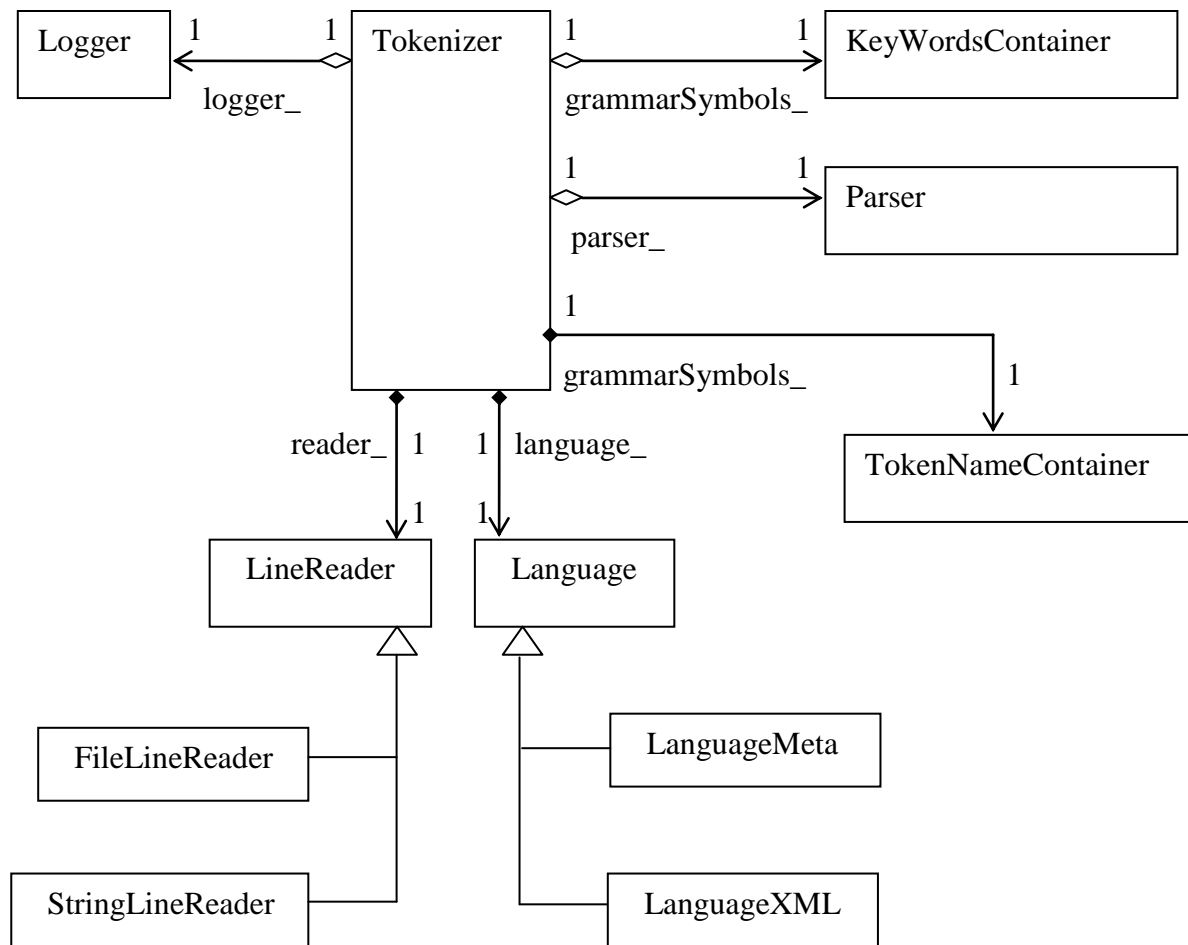 Logger
1
1
logger_
Tokenizer
1
1
grammarSymbols_
KeyWordsContainer
1
1
parser_
Parser
1
grammarSymbols_
1
TokenNameContainer
reader_
1
1
language_
1
1
LineReader
Language
FileLineReader
LanguageMeta
StringLineReader
LanguageXML